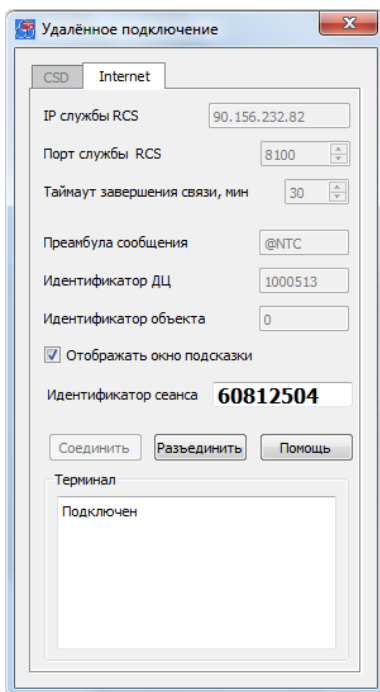 Удалённое подключение
CSD Internet
IP службы RCS 90.156.232.82
Порт службы RCS 8100
Таймаут завершения связи, мин 30
Преамбула сообщения @NTC
Идентификатор ДЦ 1000513
Идентификатор объекта 0
Отображать окно подсказки
Идентификатор сеанса 60812504
Соединить Разъединить Помощь
Терминал
Подключен